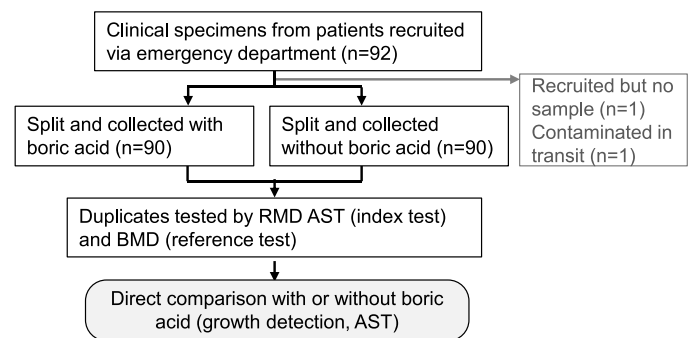 Clinical specimens from patients recruited
via emergency department (n=92)
Recruited but no
sample (n=1)
Contaminated in
transit (n=1)
Split and collected with
boric acid (n=90)
Split and collected
without boric acid (n=90)
Duplicates tested by RMD AST (index test)
and BMD (reference test)
Direct comparison with or without boric
acid (growth detection, AST)